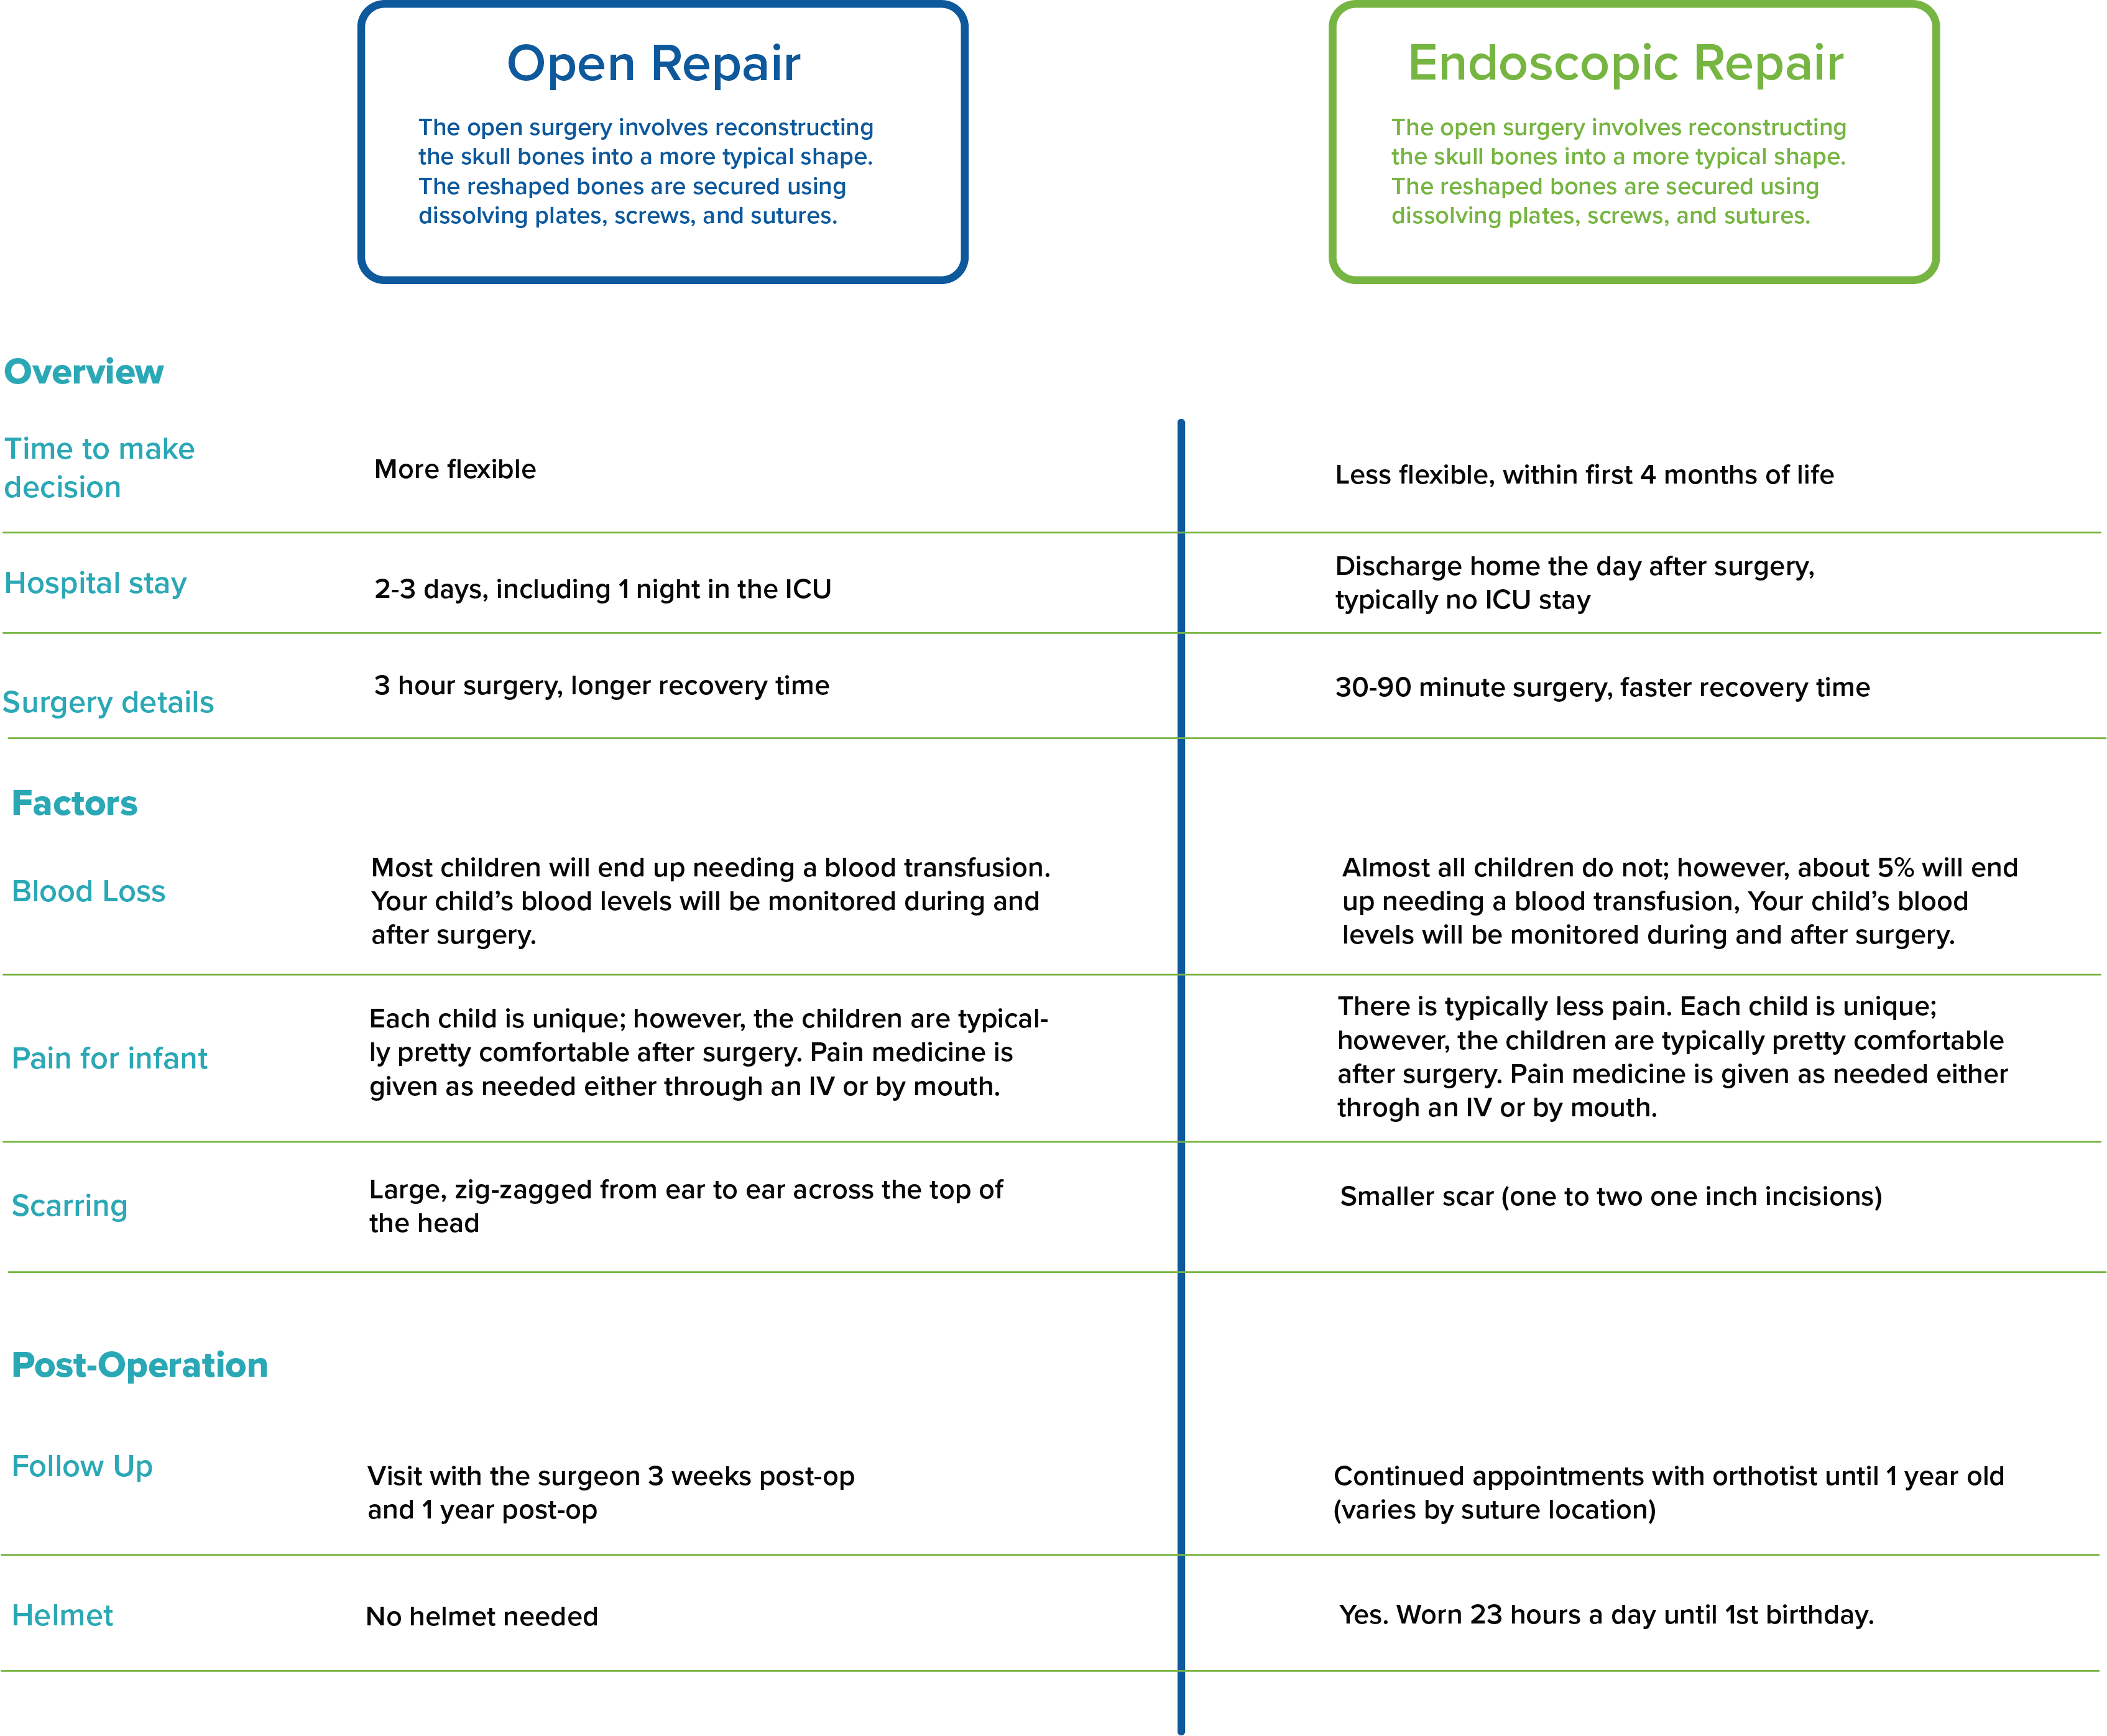 Open Repair
The open surgery involves reconstructing
the skull bones into a more typical shape.
The reshaped bones are secured using
dissolving plates, screws, and sutures.
Endoscopic Repair
The open surgery involves reconstructing
the skull bones into a more typical shape.
The reshaped bones are secured using
dissolving plates, screws, and sutures.
Overview
Time to make
decision
More flexible
Less flexible, within first 4 months of life
Hospital stay
2-3 days, including 1 night in the ICU
Discharge home the day after surgery,
typically no ICU stay
Surgery details
3 hour surgery, longer recovery time
30-90 minute surgery, faster recovery time
Factors
Blood Loss
Most children will end up needing a blood transfusion.
Your child’s blood levels will be monitored during and
after surgery.
Almost all children do not; however, about 5% will end
up needing a blood transfusion, Your child’s blood
levels will be monitored during and after surgery.
Pain for infant
Each child is unique; however, the children are typical-
ly pretty comfortable after surgery. Pain medicine is
given as needed either through an IV or by mouth.
There is typically less pain. Each child is unique;
however, the children are typically pretty comfortable
after surgery. Pain medicine is given as needed either
throgh an IV or by mouth.
Scarring
Large, zig-zagged from ear to ear across the top of
the head
Smaller scar (one to two one inch incisions)
Post-Operation
Follow Up
Visit with the surgeon 3 weeks post-op
and 1 year post-op
Continued appointments with orthotist until 1 year old
(varies by suture location)
Helmet
No helmet needed
Yes. Worn 23 hours a day until 1st birthday.